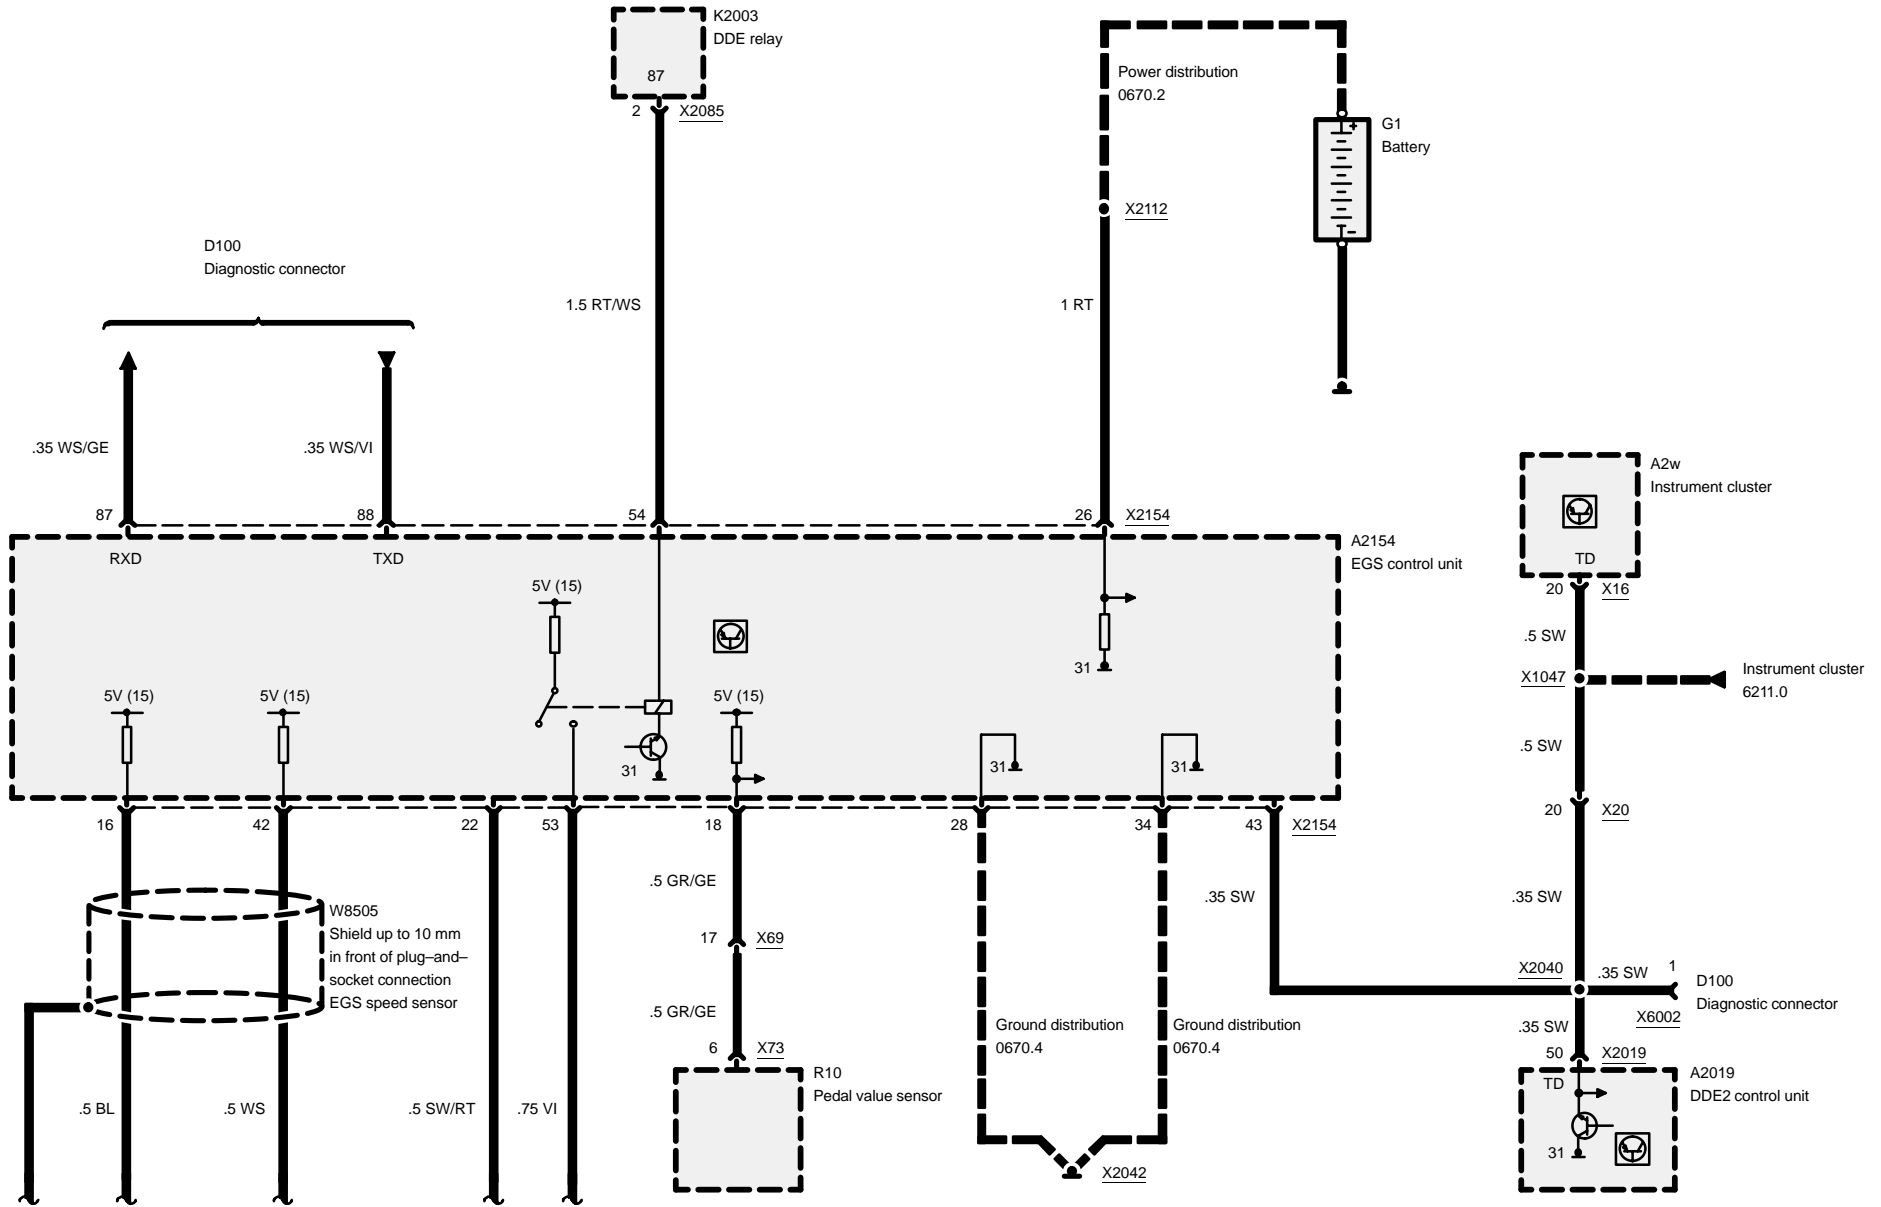 K2003
DDE relay
87
2
X2085
Power distribution
0670.2
G1
Battery
+
–
X2112
D100
Diagnostic connector
1.5 RT/WS
1 RT
.35 WS/GE
.35 WS/VI
87
88
54
26
X2154
RXD
TXD
A2154
EGS control unit
5V (15)
31
5V (15)
5V (15)
5V (15)
31
31
31
16
42
22
53
18
28
34
43
X2154
A2w
Instrument cluster
TD
20
X16
.5 SW
X1047
Instrument cluster
6211.0
.5 SW
20
X20
.5 GR/GE
.35 SW
.35 SW
W8505
Shield up to 10 mm
in front of plug–and–
socket connection
EGS speed sensor
17
X69
X2040
.35 SW
1
D100
Diagnostic connector
X6002
.5 GR/GE
Ground distribution
0670.4
Ground distribution
0670.4
.35 SW
6
X73
50
X2019
R10
Pedal value sensor
TD
A2019
DDE2 control unit
31
.5 BL
.5 WS
.5 SW/RT
.75 VI
X2042